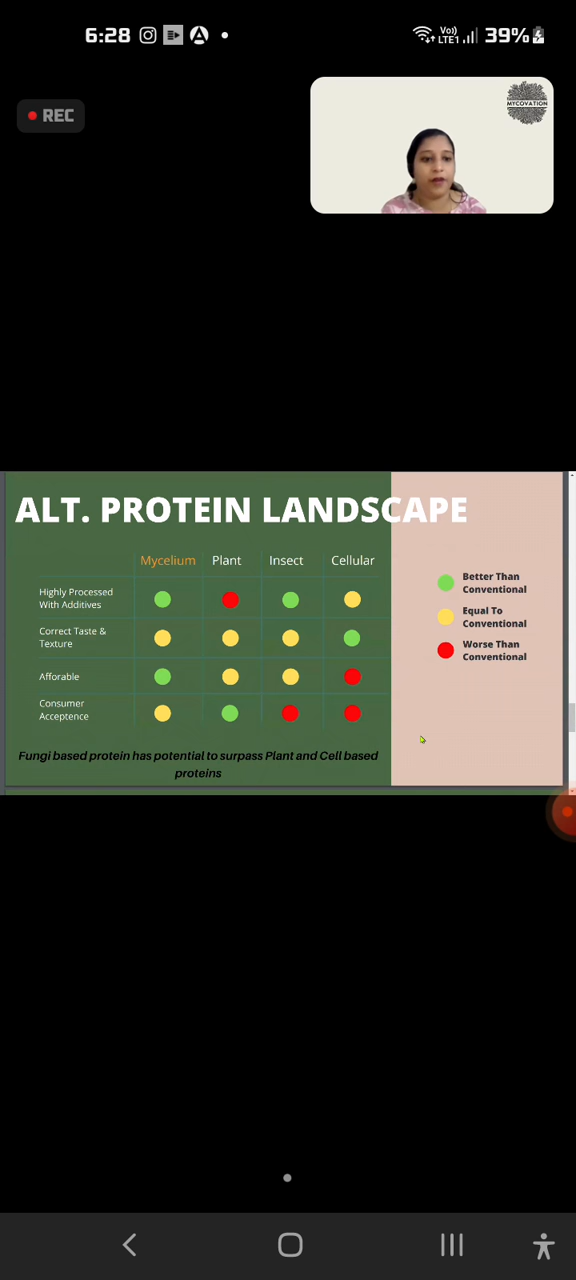 6:28
Vo)
LTE1
39%
REC
MYCOVATION
ALT. PROTEIN LANDSCAPE
Mycelium Plant Insect Cellular
Highly Processed
With Additives
Correct Taste &
Texture
Afforable
Consumer
Acceptence
Better Than
Conventional
Equal To
Conventional
Worse Than
Conventional
Fungi based protein has potential to surpass Plant and Cell based
proteins